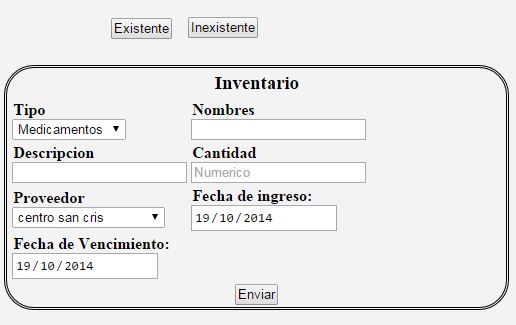 Existente Inexistente
Inventario
Tipo Nombres
Medicamentos
Descripcion Cantidad
Numerico
Proveedor Fecha de ingreso:
centro san cris 19/10/2014
Fecha de Vencimiento:
19/10/2014
Enviar